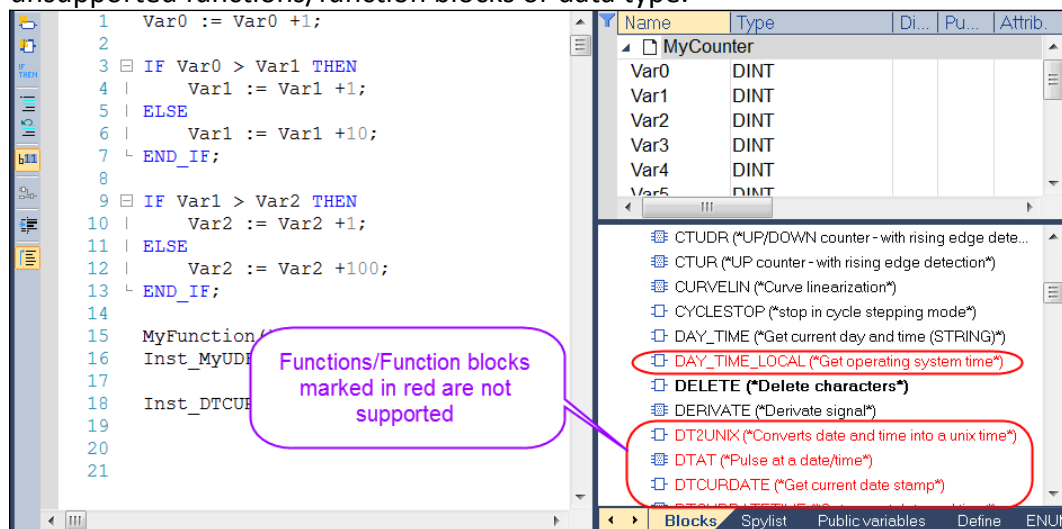 unsupported functions/function blocks or data type.
1 Var0 := Var0 +1;
2
3 IF Var0 > Var1 THEN
4 Var1 := Var1 +1;
5 ELSE
6 Var1 := Var1 +10;
7 END_IF;
8
9 IF Var1 > Var2 THEN
10 Var2 := Var2 +1;
11 ELSE
12 Var2 := Var2 +100;
13 END_IF;
14
15 MyFunction(
16 Inst_MyUD
17
18 Inst_DTCU
19
20
21
Functions/Function blocks
marked in red are not
supported
IF
THEN
Name Type Di... Pu... Attrib.
MyCounter
Var0 DINT
Var1 DINT
Var2 DINT
Var3 DINT
Var4 DINT
Var5 DINT
CTUDR (*UP/DOWN counter - with rising edge dete...
CTUR (*UP counter - with rising edge detection*)
CURVELIN (*Curve linearization*)
CYCLESTOP (*stop in cycle stepping mode*)
DAY_TIME (*Get current day and time (STRING)*)
DAY_TIME_LOCAL (*Get operating system time*)
DELETE (*Delete characters*)
DERIVATE (*Derivate signal*)
DT2UNIX (*Converts date and time into a unix time*)
DTAT (*Pulse at a date/time*)
DTCURDATE (*Get current date stamp*)
Blocks Spylist Public variables Define ENU